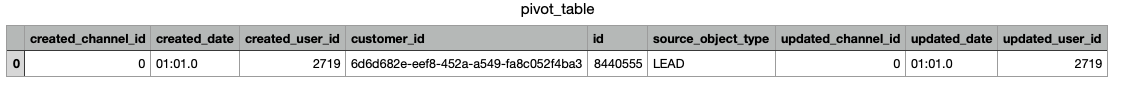 pivot_table
created_channel_id created_date created_user_id customer_id id source_object_type updated_channel_id updated_date updated_user_id
0 0 01:01.0 2719 6d6d682e-eef8-452a-a549-fa8c052f4ba3 8440555 LEAD 0 01:01.0 2719